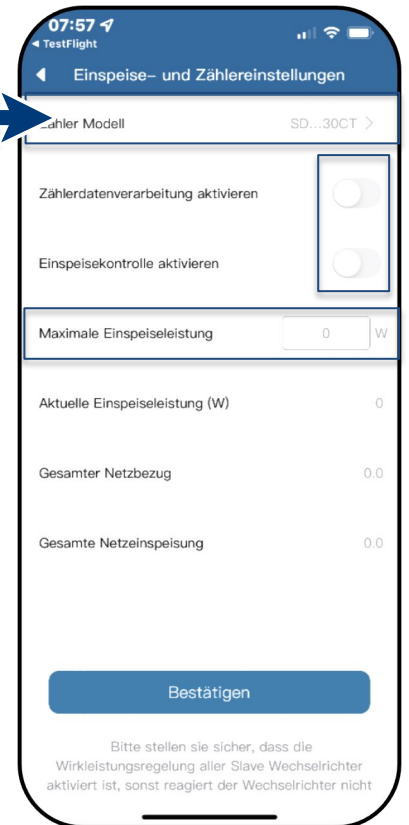 07:57
◀ TestFlight
Einspeise- und Zählereinstellungen
Zähler Modell SD...30CT >
Zählerdatenverarbeitung aktivieren
Einspeisekontrolle aktivieren
Maximale Einspeiseleistung 0 W
Aktuelle Einspeiseleistung (W) 0
Gesamter Netzbezug 0.0
Gesamte Netzeinspeisung 0.0
Bestätigen
Bitte stellen sie sicher, dass die
Wirkleistungsregelung aller Slave Wechselrichter
aktiviert ist, sonst reagiert der Wechselrichter nicht